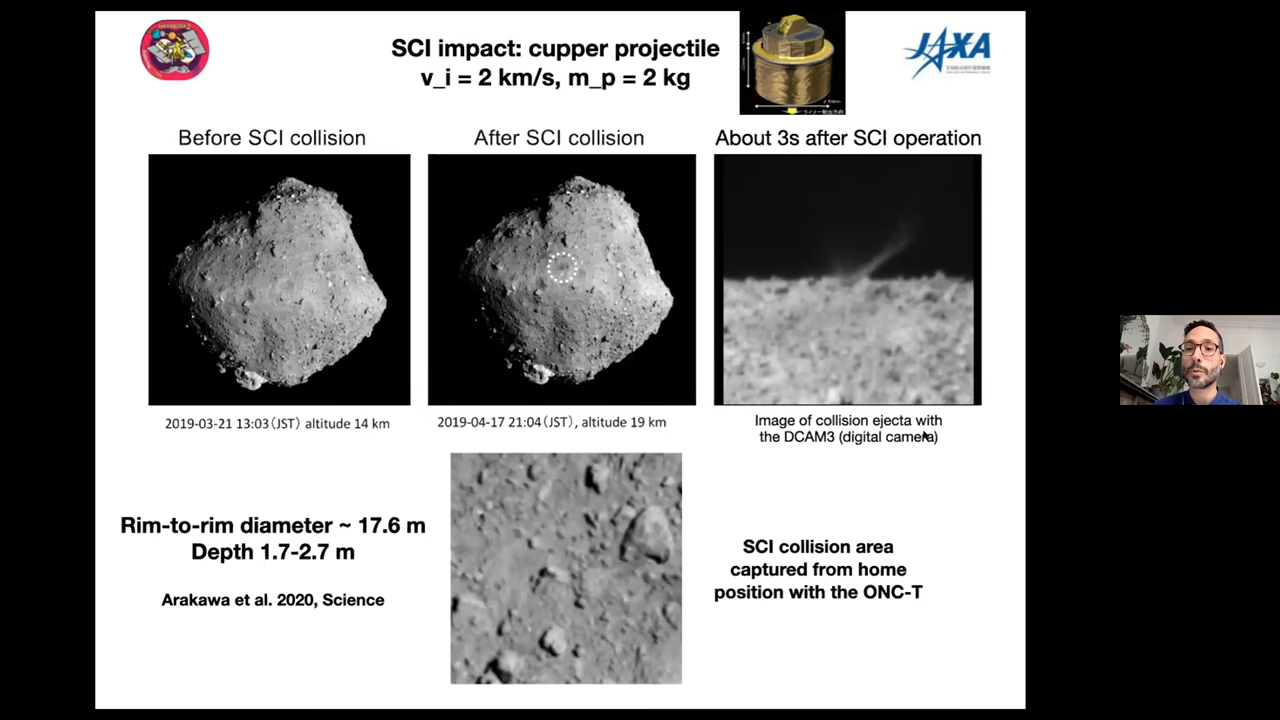 HAYABUSA2
SCI impact: cupper projectile
v_i = 2 km/s, m_p = 2 kg
JAXA
Before SCI collision
After SCI collision
About 3s after SCI operation
2019-03-21 13:03(JST) altitude 14 km
2019-04-17 21:04(JST), altitude 19 km
Image of collision ejecta with
the DCAM3 (digital camera)
Rim-to-rim diameter ~ 17.6 m
Depth 1.7-2.7 m
Arakawa et al. 2020, Science
SCI collision area
captured from home
position with the ONC-T